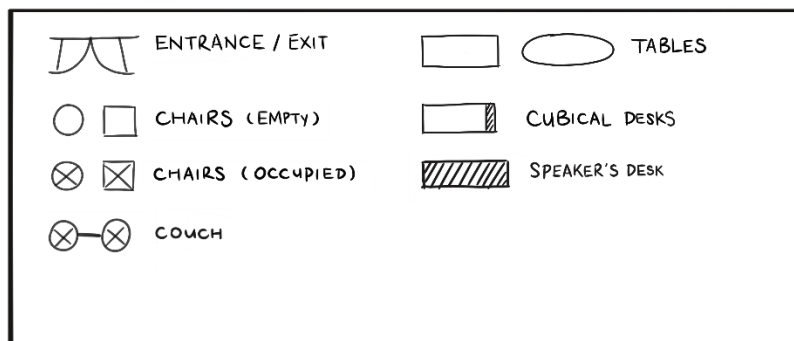 ENTRANCE / EXIT
TABLES
CHAIRS (EMPTY)
CUBICAL DESKS
CHAIRS (OCCUPIED)
SPEAKER'S DESK
COUCH